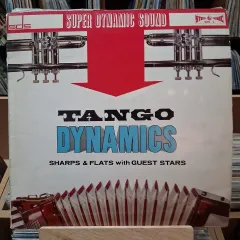 SUPER DYNAMIC SOUND
TANGO
DYNAMICS
SHARPS & FLATS with GUEST STARS